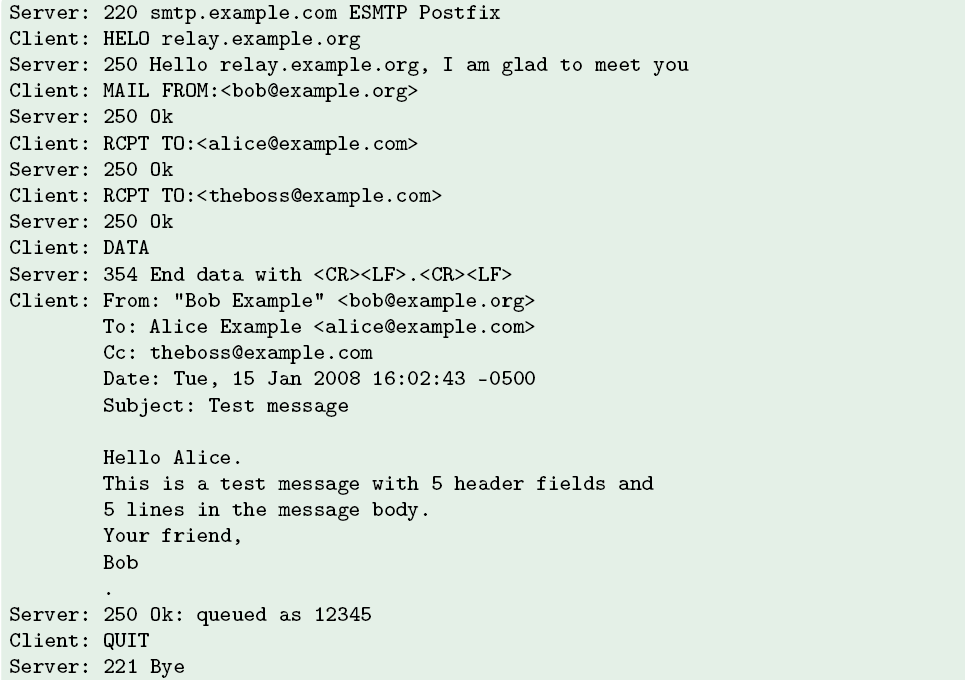 Server: 220 smtp.example.com ESMTP Postfix
Client: HELO relay.example.org
Server: 250 Hello relay.example.org, I am glad to meet you
Client: MAIL FROM:<bob@example.org>
Server: 250 Ok
Client: RCPT TO:<alice@example.com>
Server: 250 Ok
Client: RCPT TO:<theboss@example.com>
Server: 250 Ok
Client: DATA
Server: 354 End data with <CR><LF>.<CR><LF>
Client: From: "Bob Example" <bob@example.org>
        To: Alice Example <alice@example.com>
        Cc: theboss@example.com
        Date: Tue, 15 Jan 2008 16:02:43 -0500
        Subject: Test message

        Hello Alice.
        This is a test message with 5 header fields and
        5 lines in the message body.
        Your friend,
        Bob
        .
Server: 250 Ok: queued as 12345
Client: QUIT
Server: 221 Bye